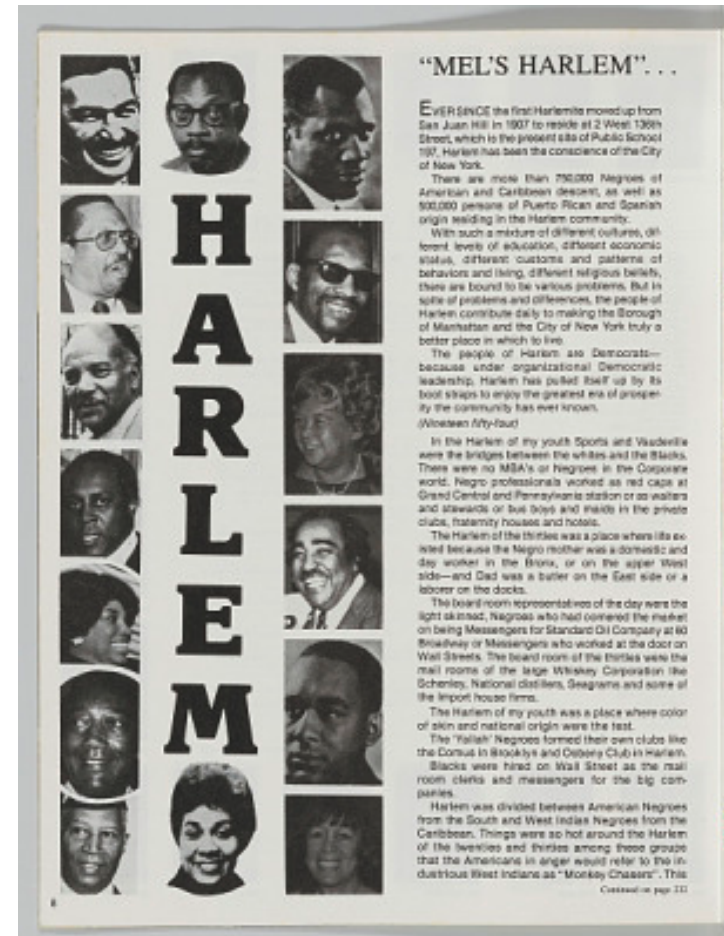 HARLEM
"MEL'S HARLEM"...
EVER SINCE the first Harlemite moved up from
San Juan Hill in 1907 to reside at 2 West 136th
Street, which is the present site of Public School
197, Harlem has been the conscience of the City
of New York.
There are more than 750,000 Negroes of
American and Caribbean descent, as well as
500,000 persons of Puerto Rican and Spanish
origin residing in the Harlem community.
With such a mixture of different cultures, dif-
ferent levels of education, different economic
status, different customs and patterns of
behaviors and living, different religious beliefs,
there are bound to be various problems. But in
spite of problems and differences, the people of
Harlem contribute daily to making the Borough
of Manhattan and the City of New York truly a
better place in which to live.
The people of Harlem are Democrats—
because under organizational Democratic
leadership, Harlem has pulled itself up by its
boot straps to enjoy the greatest era of prosper-
ity the community has ever known.
(Nineteen fifty-four)
In the Harlem of my youth Sports and Vaudeville
were the bridges between the whites and the Blacks.
There were no MBA's or Negroes in the Corporate
world. Negro professionals worked as red caps at
Grand Central and Pennsylvania station or as waiters
and stewards or bus boys and maids in the private
clubs, fraternity houses and hotels.
The Harlem of the thirties was a place where life ex-
isted because the Negro mother was a domestic and
day worker in the Bronx, or on the upper West
side—and Dad was a butler on the East side or a
laborer on the docks.
The board room representatives of the day were the
light skinned, Negroes who had cornered the market
on being Messengers for Standard Oil Company at 60
Broadway or Messengers who worked at the door on
Wall Streets. The board room of the thirties were the
mail rooms of the large Whiskey Corporation like
Schenley, National distillers, Seagrams and some of
the import house firms.
The Harlem of my youth was a place where color
of skin and national origin were the test.
The 'Yallah' Negroes formed their own clubs like
the Comus in Brooklyn and Club in Harlem.
Blacks were hired on Wall Street as the mail
room clerks and messengers for the big com-
panies.
Harlem was divided between American Negroes
from the South and West Indian Negroes from the
Caribbean. Things were so hot around the Harlem
of the twenties and thirties among these groups
that the Americans in anger would refer to the in-
dustrious West Indians as "Monkey Chasers". This
Continued on page 232